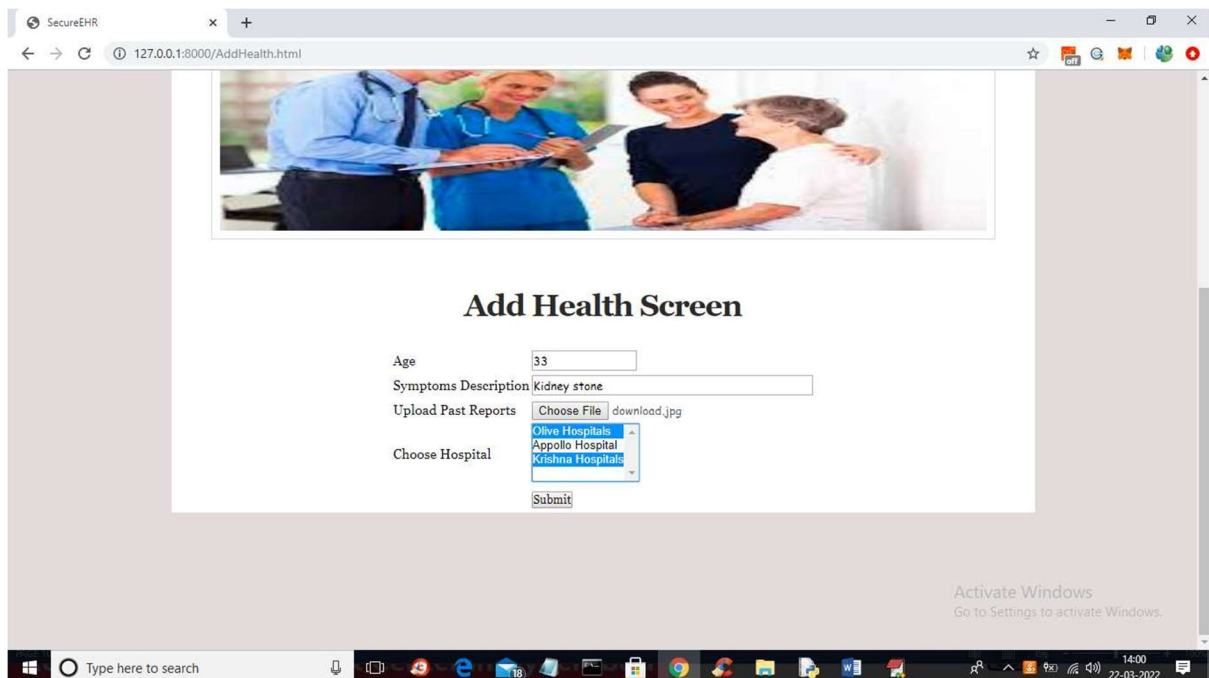 SecureEHR
127.0.0.1:8000/AddHealth.html
off
Add Health Screen
Age 33
Symptoms Description Kidney stone
Upload Past Reports Choose File download.jpg
Choose Hospital
Olive Hospitals
Appollo Hospital
Krishna Hospitals
Submit
Activate Windows
Go to Settings to activate Windows.
Type here to search
18
14:00
22-03-2022